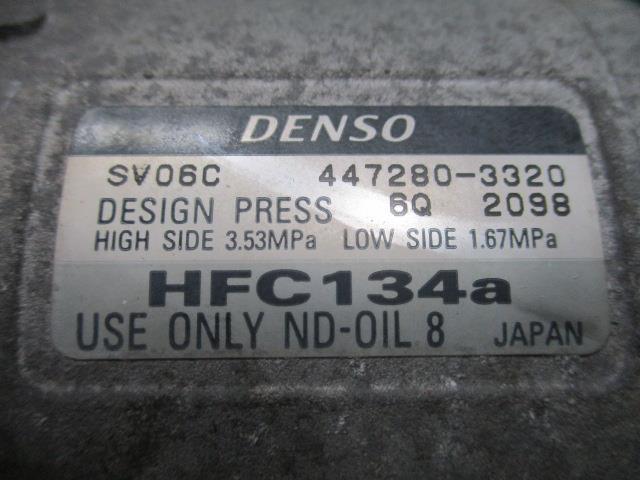 DENSO
SV06C 447280-3320
DESIGN PRESS 6Q 2098
HIGH SIDE 3.53MPa LOW SIDE 1.67MPa
HFC134a
USE ONLY ND-OIL 8 JAPAN